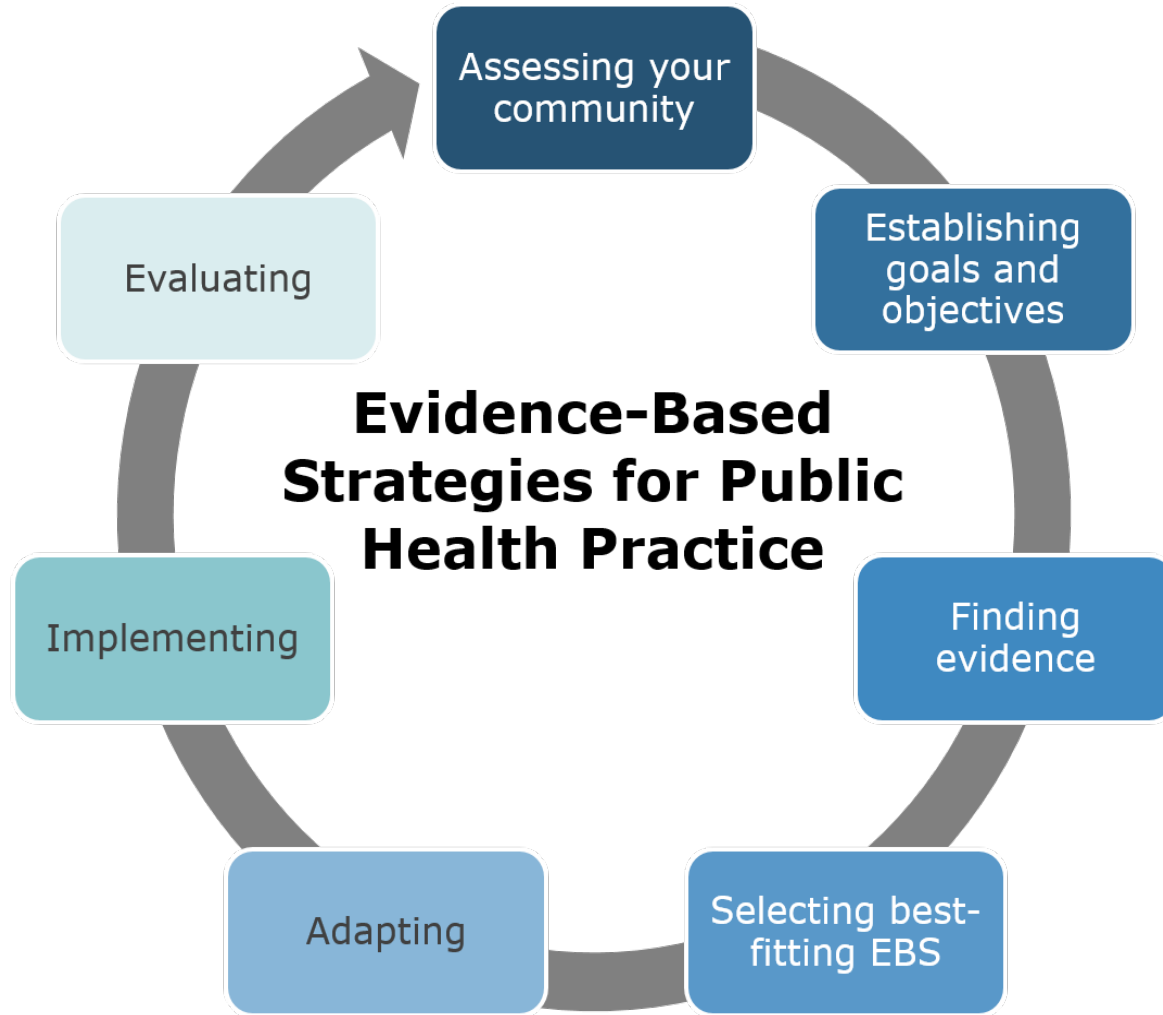 Assessing your
community
Establishing
goals and
objectives
Finding
evidence
Selecting best-
fitting EBS
Adapting
Implementing
Evaluating
Evidence-Based
Strategies for Public
Health Practice